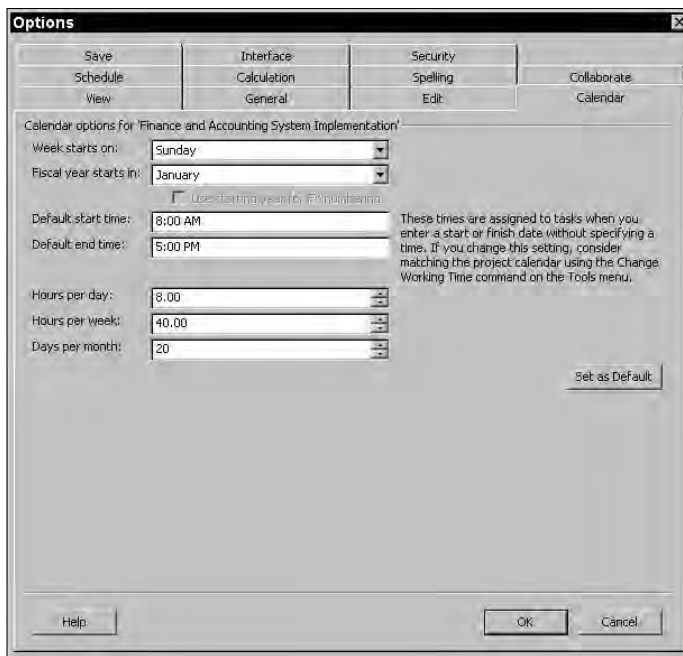 Options
Save Interface Security
Schedule Calculation Spelling Collaborate
View General Edit Calendar
Calendar options for 'Finance and Accounting System Implementation'
Week starts on: Sunday
Fiscal year starts in: January
Use starting year for FY numbering
Default start time: 8:00 AM
Default end time: 5:00 PM
These times are assigned to tasks when you
enter a start or finish date without specifying a
time. If you change this setting, consider
matching the project calendar using the Change
Working Time command on the Tools menu.
Hours per day: 8.00
Hours per week: 40.00
Days per month: 20
Set as Default
Help OK Cancel